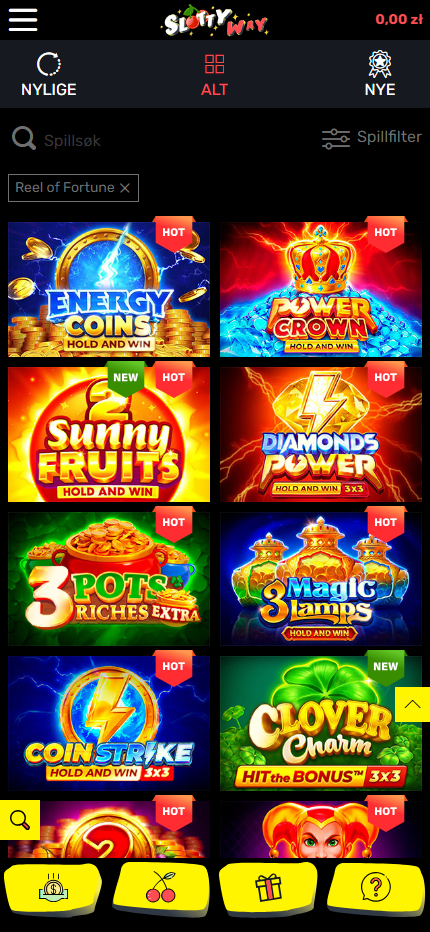 SLOTTY WAY
0,00 zł
NYLIGE
ALT
NYE
Spillsøk
Spillfilter
Reel of Fortune
HOT
ENERGY
COINS
HOLD AND WIN
HOT
POWER
CROWN
HOLD AND WIN
NEW
HOT
2
Sunny
FRUITS
HOLD AND WIN
HOT
DIAMONDS
POWER
HOLD AND WIN 3X3
HOT
3 POTS
RICHES EXTRA
HOT
3 Magic
Lamps
HOLD AND WIN
HOT
COIN STRIKE
HOLD AND WIN 3X3
NEW
CLOVER
Charm
HIT the BONUS™ 3X3
HOT
2
HOT